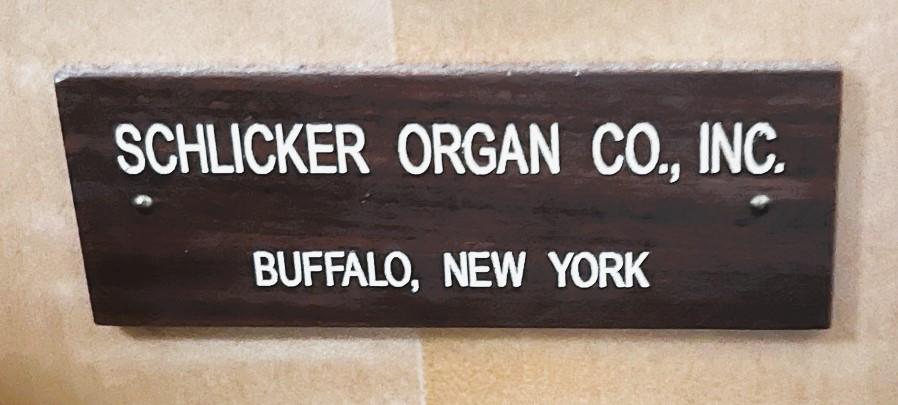 SCHLICKER ORGAN CO., INC.
BUFFALO, NEW YORK